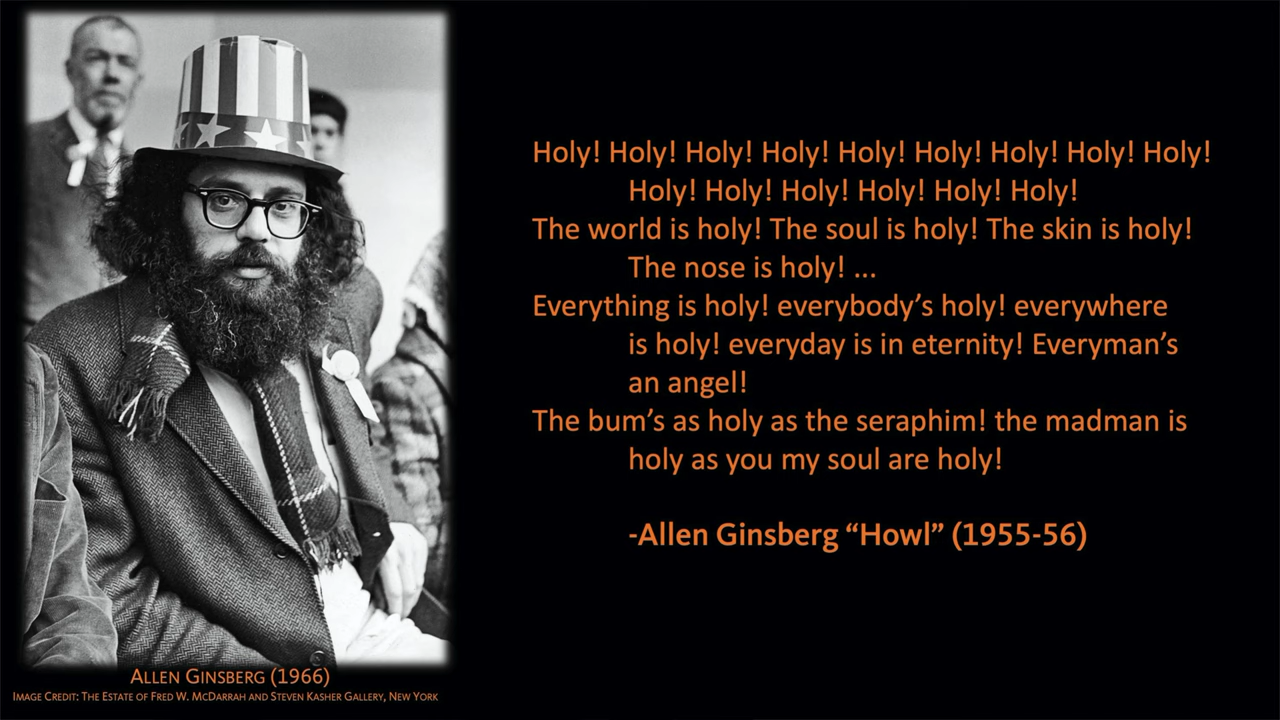 Holy! Holy! Holy! Holy! Holy! Holy! Holy! Holy! Holy!
Holy! Holy! Holy! Holy! Holy! Holy!
The world is holy! The soul is holy! The skin is holy!
The nose is holy! ...
Everything is holy! everybody’s holy! everywhere
is holy! everyday is in eternity! Everyman’s
an angel!
The bum’s as holy as the seraphim! the madman is
holy as you my soul are holy!
-Allen Ginsberg “Howl” (1955-56)
Allen Ginsberg (1966)
Image Credit: The Estate of Fred W. McDarrah and Steven Kasher Gallery, New York